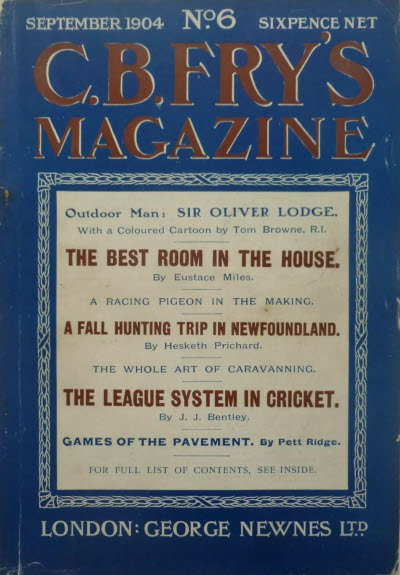 SEPTEMBER 1904 No. 6 SIXPENCE NET
C.B. FRY'S
MAGAZINE
Outdoor Man: SIR OLIVER LODGE.
With a Coloured Cartoon by Tom Browne, R.I.
THE BEST ROOM IN THE HOUSE.
By Eustace Miles.
A RACING PIGEON IN THE MAKING.
A FALL HUNTING TRIP IN NEWFOUNDLAND.
By Hesketh Prichard.
THE WHOLE ART OF CARAVANNING.
THE LEAGUE SYSTEM IN CRICKET.
By J. J. Bentley.
GAMES OF THE PAVEMENT. By Pett Ridge.
FOR FULL LIST OF CONTENTS, SEE INSIDE.
LONDON: GEORGE NEWNES LTD